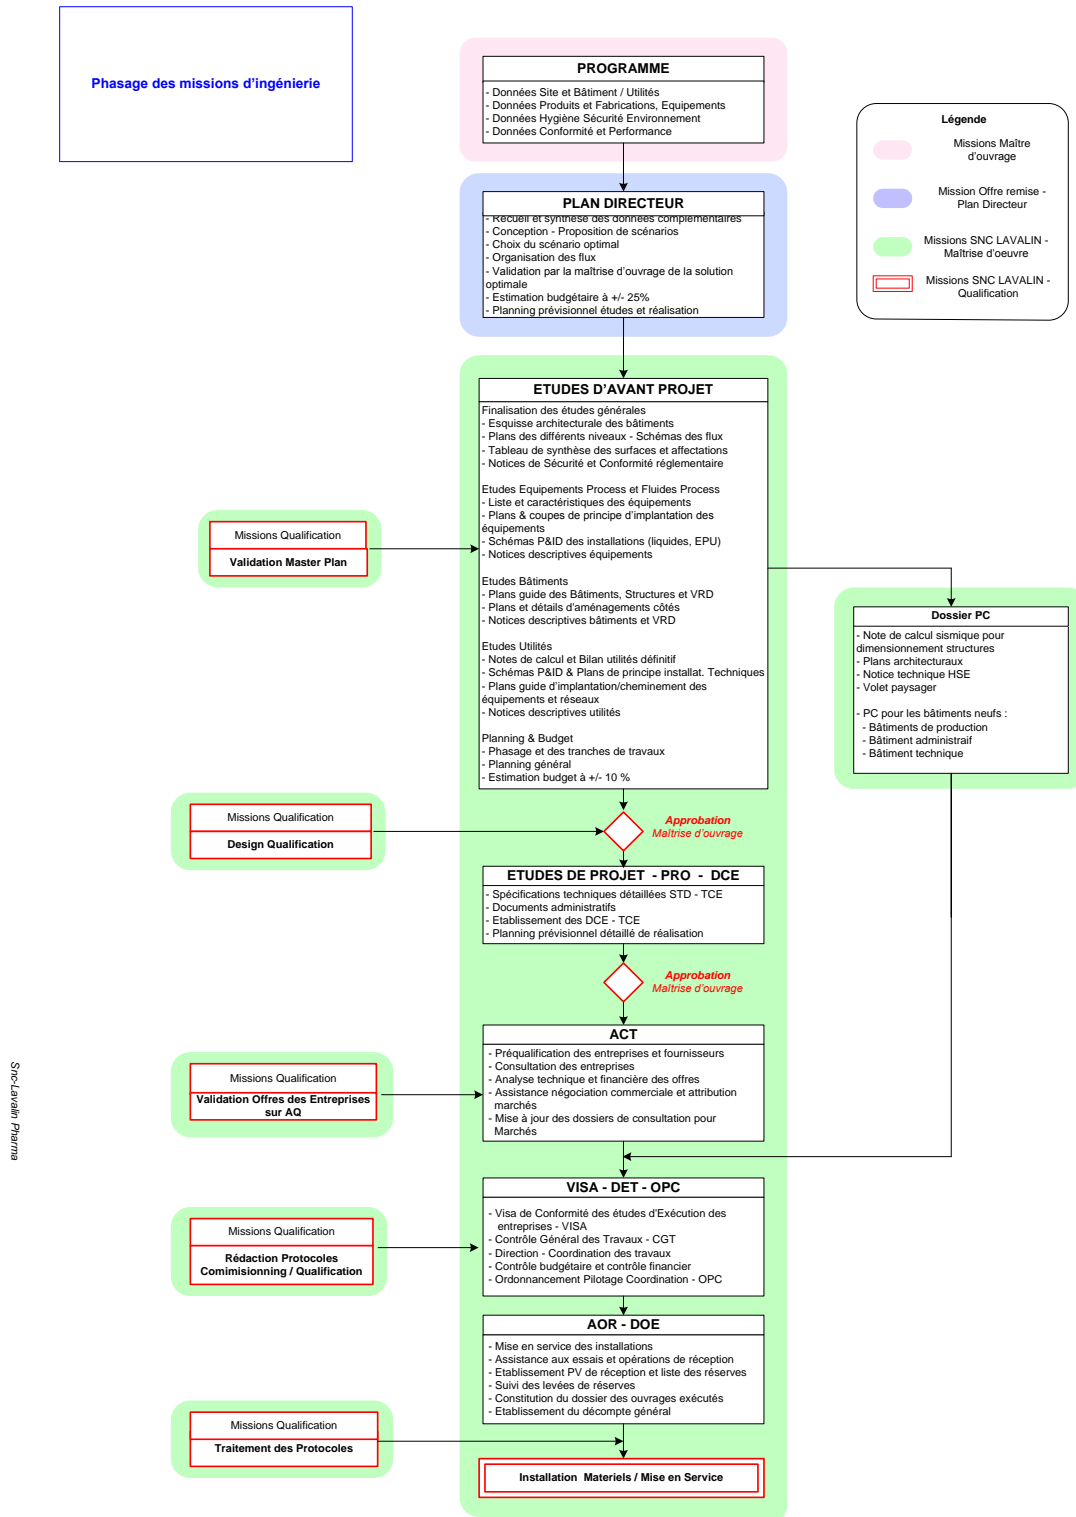 Phasage des missions d'ingénierie
PROGRAMME
- Données Site et Bâtiment / Utilités
- Données Produits et Fabrications, Equipements
- Données Hygiène Sécurité Environnement
- Données Conformité et Performance
Légende
Missions Maître
d'ouvrage
Mission Offre remise -
Plan Directeur
Missions SNC LAVALIN -
Maîtrise d'oeuvre
Missions SNC LAVALIN -
Qualification
PLAN DIRECTEUR
- Recueil et synthèse des données complémentaires
- Conception - Proposition de scénarios
- Choix du scénario optimal
- Organisation des flux
- Validation par la maîtrise d'ouvrage de la solution
optimale
- Estimation budgétaire à +/- 25%
- Planning prévisionnel études et réalisation
ETUDES D'AVANT PROJET
Finalisation des études générales
- Esquisse architecturale des bâtiments
- Plans des différents niveaux - Schémas des flux
- Tableau de synthèse des surfaces et affectations
- Notices de Sécurité et Conformité réglementaire
Etudes Equipements Process et Fluides Process
- Liste et caractéristiques des équipements
- Plans & coupes de principe d'implantation des
équipements
- Schémas P&ID des installations (liquides, EPU)
- Notices descriptives équipements
Etudes Bâtiments
- Plans guide des Bâtiments, Structures et VRD
- Plans et détails d'aménagements côtés
- Notices descriptives bâtiments et VRD
Etudes Utilités
- Notes de calcul et Bilan utilités définitif
- Schémas P&ID & Plans de principe installat. Techniques
- Plans guide d'implantation/cheminement des
équipements et réseaux
- Notices descriptives utilités
Planning & Budget
- Phasage et des tranches de travaux
- Planning général
- Estimation budget à +/- 10 %
Missions Qualification
Validation Master Plan
Dossier PC
- Note de calcul sismique pour
dimensionnement structures
- Plans architecturaux
- Notice technique HSE
- Volet paysager
- PC pour les bâtiments neufs :
- Bâtiments de production
- Bâtiment administraif
- Bâtiment technique
Missions Qualification
Design Qualification
Approbation
Maîtrise d'ouvrage
ETUDES DE PROJET - PRO - DCE
- Spécifications techniques détaillées STD - TCE
- Documents administratifs
- Etablissement des DCE - TCE
- Planning prévisionnel détaillé de réalisation
Approbation
Maîtrise d'ouvrage
ACT
- Préqualification des entreprises et fournisseurs
- Consultation des entreprises
- Analyse technique et financière des offres
- Assistance négociation commerciale et attribution
marchés
- Mise à jour des dossiers de consultation pour
Marchés
Missions Qualification
Validation Offres des Entreprises
sur AQ
VISA - DET - OPC
- Visa de Conformité des études d'Exécution des
entreprises - VISA
- Contrôle Général des Travaux - CGT
- Direction - Coordination des travaux
- Contrôle budgétaire et contrôle financier
- Ordonnancement Pilotage Coordination - OPC
Missions Qualification
Rédaction Protocoles
Comimisionning / Qualification
AOR - DOE
- Mise en service des installations
- Assistance aux essais et opérations de réception
- Etablissement PV de réception et liste des réserves
- Suivi des levées de réserves
- Constitution du dossier des ouvrages exécutés
- Etablissement du décompte général
Missions Qualification
Traitement des Protocoles
Installation Materiels / Mise en Service
Snc-Lavalin Pharma